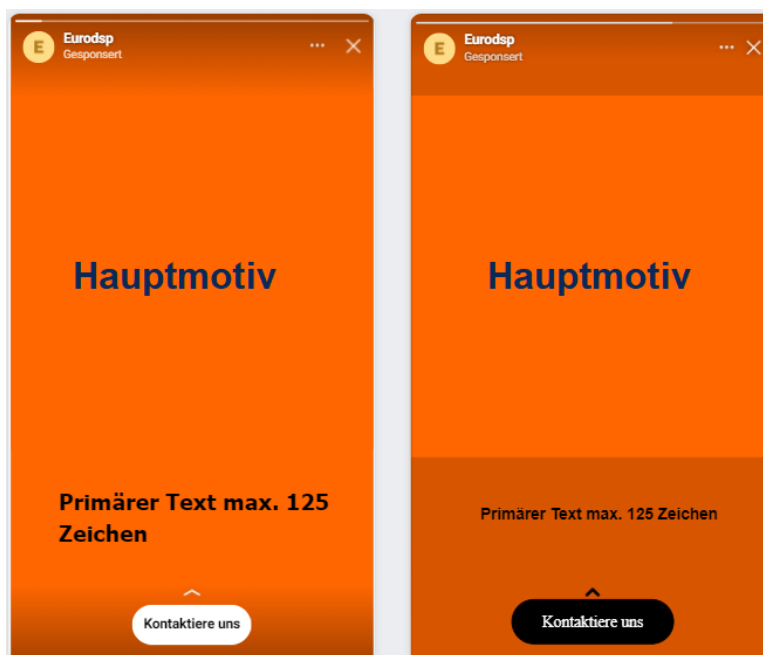 E
Eurodsp
Gesponsert
Hauptmotiv
Primärer Text max. 125
Zeichen
Kontaktiere uns
E
Eurodsp
Gesponsert
Hauptmotiv
Primärer Text max. 125 Zeichen
Kontaktiere uns